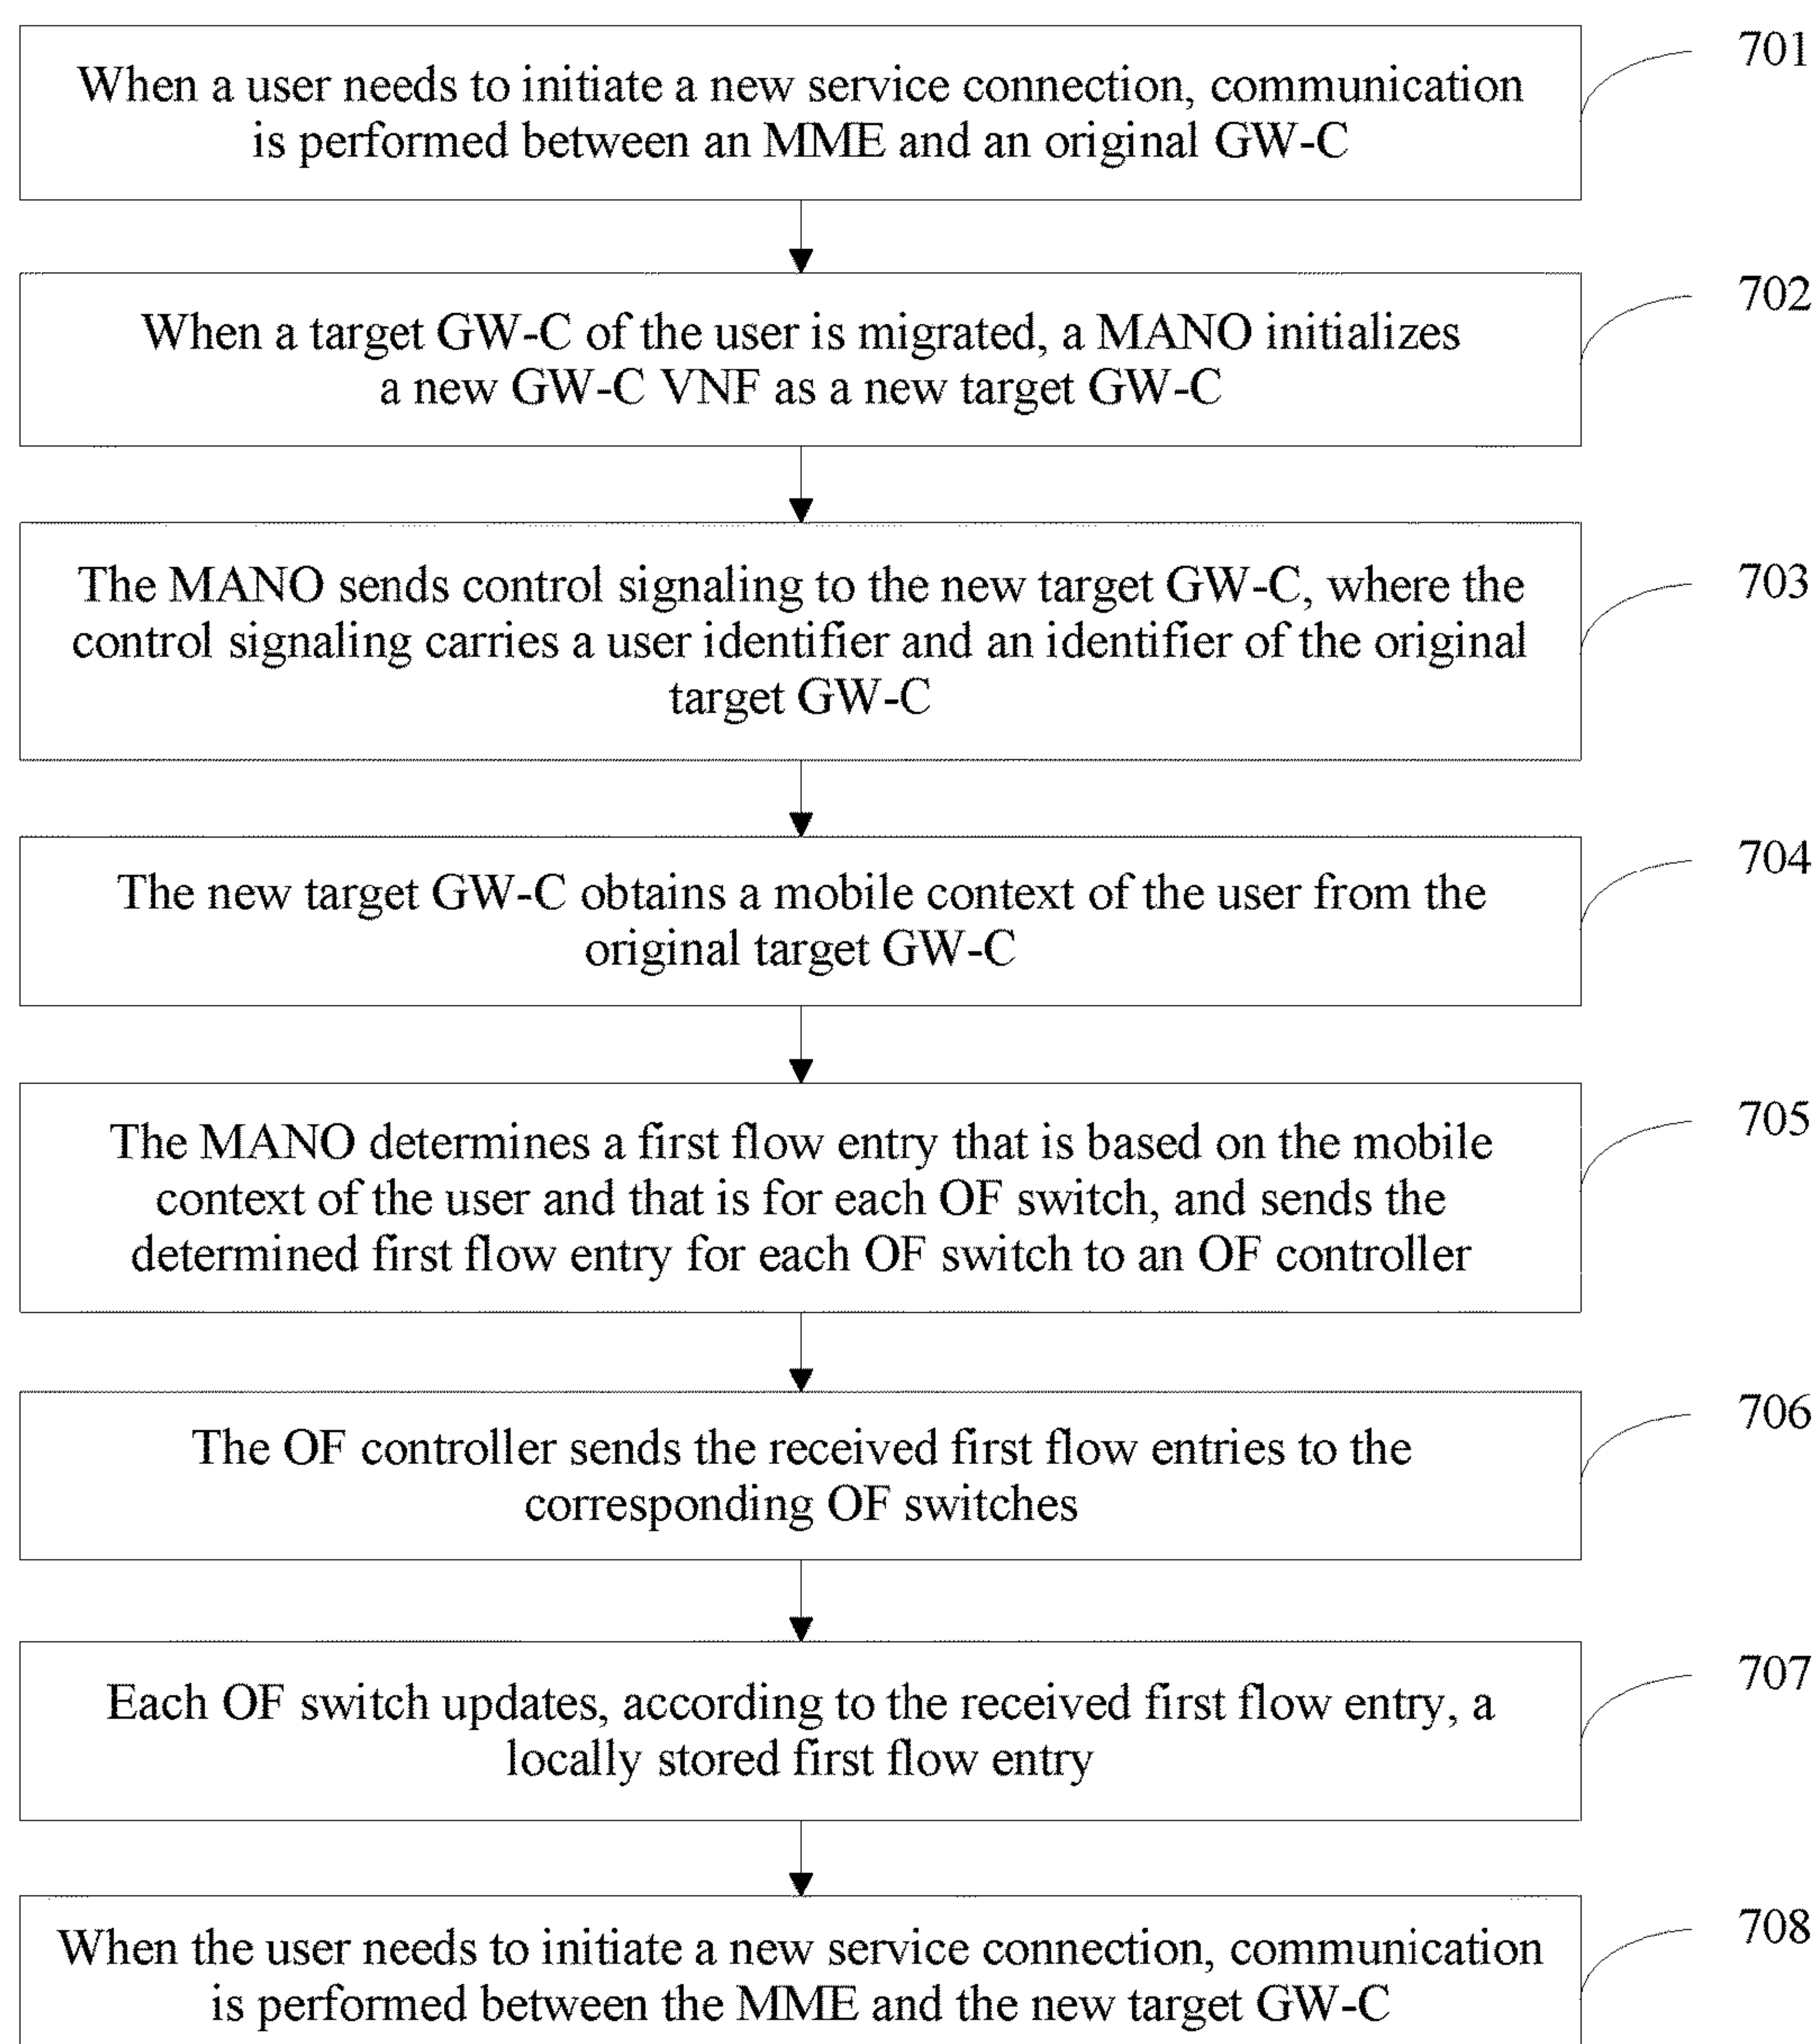 When a user needs to initiate a new service connection, communication
is performed between an MME and an original GW-C
701
When a target GW-C of the user is migrated, a MANO initializes
a new GW-C VNF as a new target GW-C
702
The MANO sends control signaling to the new target GW-C, where the
control signaling carries a user identifier and an identifier of the original
target GW-C
703
The new target GW-C obtains a mobile context of the user from the
original target GW-C
704
The MANO determines a first flow entry that is based on the mobile
context of the user and that is for each OF switch, and sends the
determined first flow entry for each OF switch to an OF controller
705
The OF controller sends the received first flow entries to the
corresponding OF switches
706
Each OF switch updates, according to the received first flow entry, a
locally stored first flow entry
707
When the user needs to initiate a new service connection, communication
is performed between the MME and the new target GW-C
708